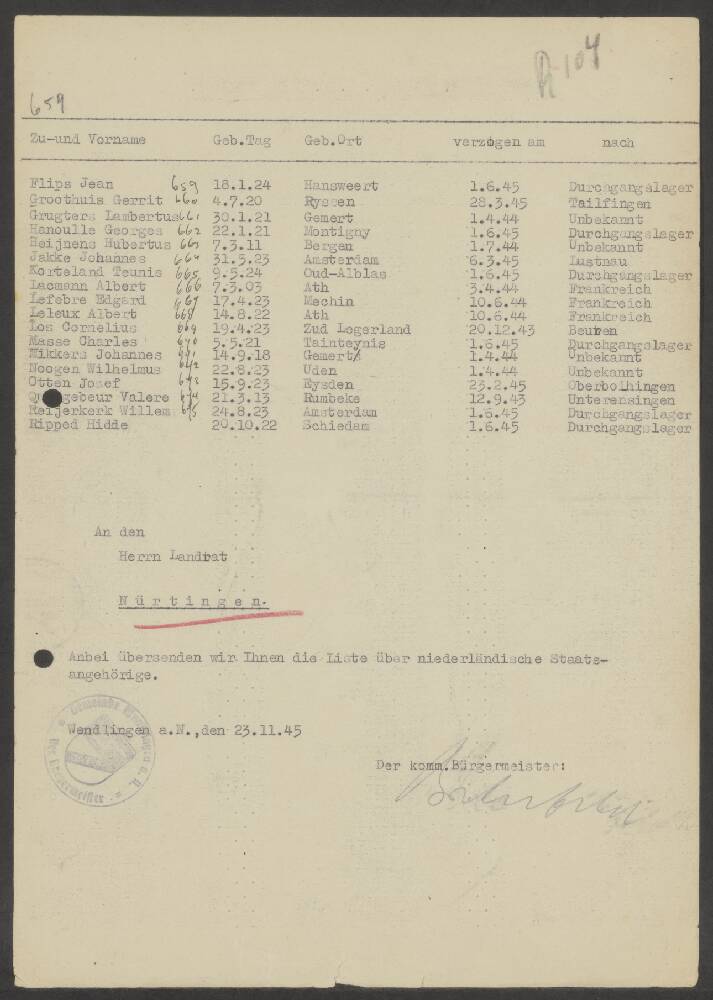 R 104
659
Zu-und Vorname Geb.Tag Geb.Ort verzogen am nach
Flips Jean 659 18.1.24 Hansweert 1.6.45 Durchgangslager
Groothuis Gerrit 660 4.7.20 Ryssen 28.3.45 Tailfingen
Grugters Lambertus 661 30.1.21 Gemert 1.4.44 Unbekannt
Hanoulle Georges 662 22.1.21 Montigny 1.6.45 Durchgangslager
Heijnens Hubertus 663 7.3.11 Bergen 1.7.44 Unbekannt
Jakke Johannes 664 31.5.23 Amsterdam 6.3.45 Lustnau
Korteland Teunis 665 9.5.24 Oud-Alblas 1.6.45 Durchgangslager
Lacmann Albert 666 7.3.03 Ath 3.4.44 Frankreich
Lefebre Edgard 667 17.4.23 Mechin 10.6.44 Frankreich
Leleux Albert 668 14.8.22 Ath 10.6.44 Frankreich
Los Cornelius 669 19.4.23 Zud Legerland 20.12.43 Beuren
Masse Charles 670 5.5.21 Tainteynis 1.6.45 Durchgangslager
Nikkers Johannes 14.9.18 Gemert 1.4.44 Unbekannt
Noogen Wilhelmus 672 22.8.23 Uden 1.4.44 Unbekannt
Otten Josef 673 15.9.23 Eysden 23.2.45 Oberboihingen
gebeur Valere 674 21.3.13 Rumbeke 12.9.43 Unterensingen
Reijerkerk Willem 675 24.8.23 Amsterdam 1.6.45 Durchgangslager
Ripped Hidde 20.10.22 Schiedam 1.6.45 Durchgangslager
An den
Herrn Landrat
Nürtingen.
Anbei übersenden wir Ihnen die Liste über niederländische Staats-
angehörige.
Wendlingen a.N.,den 23.11.45
Der komm.Bürgermeister: